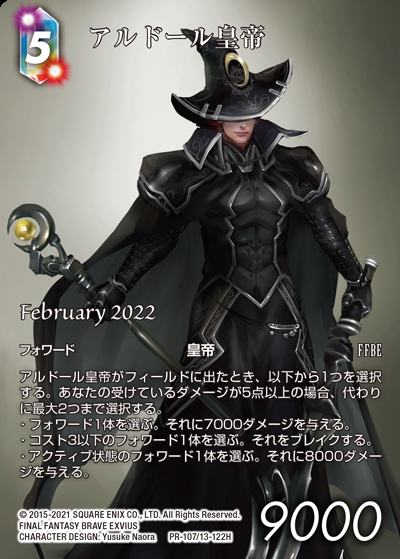 5
アルドール皇帝
February 2022
フォワード 皇帝 FFBE
アルドール皇帝がフィールドに出たとき、以下から1つを選択
する。あなたの受けているダメージが5点以上の場合、代わり
に最大2つまで選択する。
・フォワード1体を選ぶ。それに7000ダメージを与える。
・コスト3以下のフォワード1体を選ぶ。それをブレイクする。
・アクティブ状態のフォワード1体を選ぶ。それに8000ダメー
ジを与える。
© 2015-2021 SQUARE ENIX CO., LTD. All Rights Reserved.
FINAL FANTASY BRAVE EXVIUS
CHARACTER DESIGN: Yusuke Naora PR-107/13-122H
9000